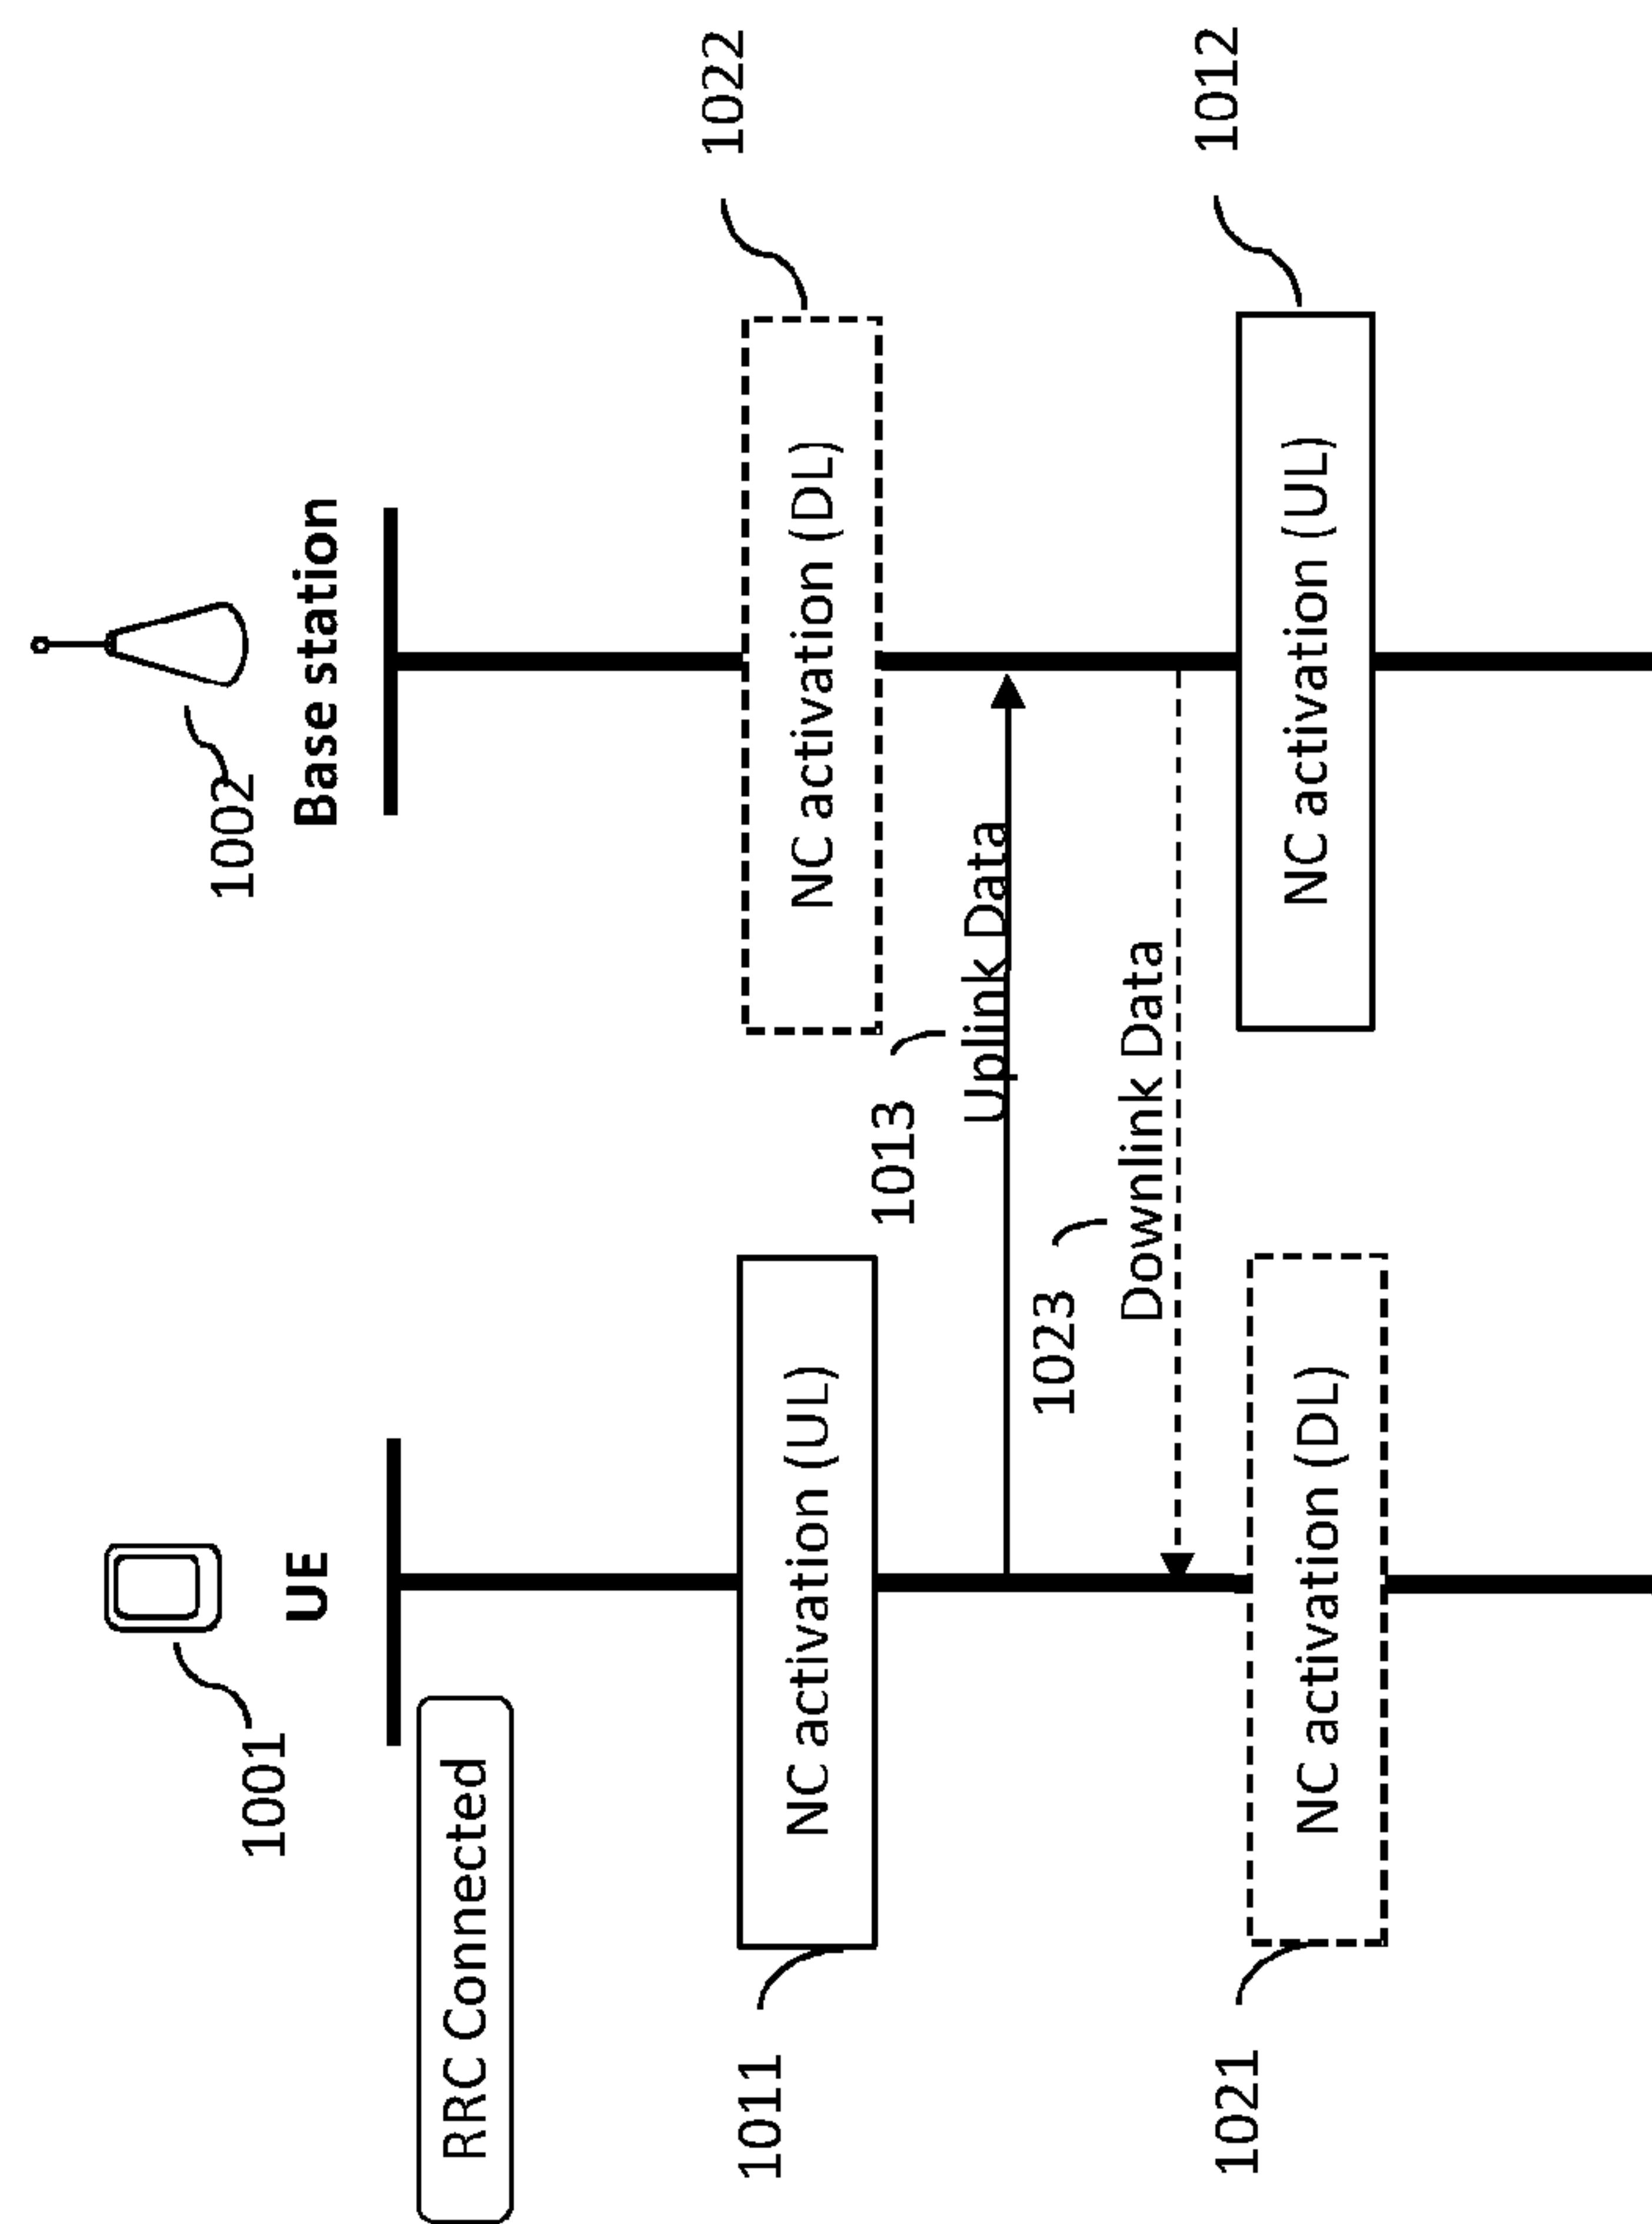 1001
UE
1002
Base station
RRC Connected
1011
NC activation (UL)
NC activation (DL)
1022
1013
Uplink Data
1023
Downlink Data
1021
NC activation (DL)
NC activation (UL)
1012